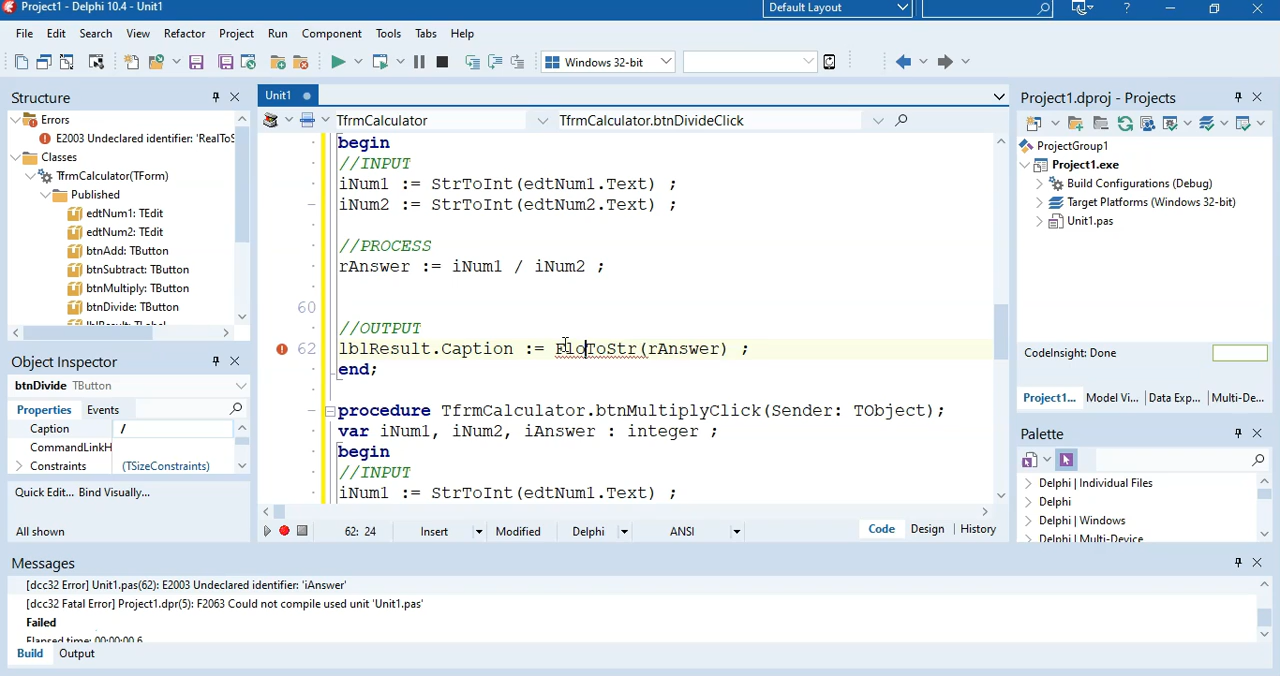 Project1 - Delphi 10.4 - Unit1
Default Layout
?
File Edit Search View Refactor Project Run Component Tools Tabs Help
Windows 32-bit
Structure
Errors
E2003 Undeclared identifier: 'RealToS
Classes
TfrmCalculator(TForm)
Published
edtNum1: TEdit
edtNum2: TEdit
btnAdd: TButton
btnSubtract: TButton
btnMultiply: TButton
btnDivide: TButton
lblResult: TLabel
Object Inspector
btnDivide TButton
Properties Events
Caption /
CommandLinkH
Constraints (TSizeConstraints)
Quick Edit... Bind Visually...
All shown
Unit1
TfrmCalculator TfrmCalculator.btnDivideClick
begin
//INPUT
iNum1 := StrToInt(edtNum1.Text) ;
iNum2 := StrToInt(edtNum2.Text) ;
//PROCESS
rAnswer := iNum1 / iNum2 ;
60
//OUTPUT
62 lblResult.Caption := FloToStr(rAnswer) ;
end;
procedure TfrmCalculator.btnMultiplyClick(Sender: TObject);
var iNum1, iNum2, iAnswer : integer ;
begin
//INPUT
iNum1 := StrToInt(edtNum1.Text) ;
62: 24 Insert Modified Delphi ANSI Code Design History
Project1.dproj - Projects
ProjectGroup1
Project1.exe
Build Configurations (Debug)
Target Platforms (Windows 32-bit)
Unit1.pas
CodeInsight: Done
Project1... Model Vi... Data Exp... Multi-De...
Palette
Delphi | Individual Files
Delphi
Delphi | Windows
Delphi | Multi-Device
Messages
[dcc32 Error] Unit1.pas(62): E2003 Undeclared identifier: 'iAnswer'
[dcc32 Fatal Error] Project1.dpr(5): F2063 Could not compile used unit 'Unit1.pas'
Failed
Elapsed time: 00:00:00.6
Build Output